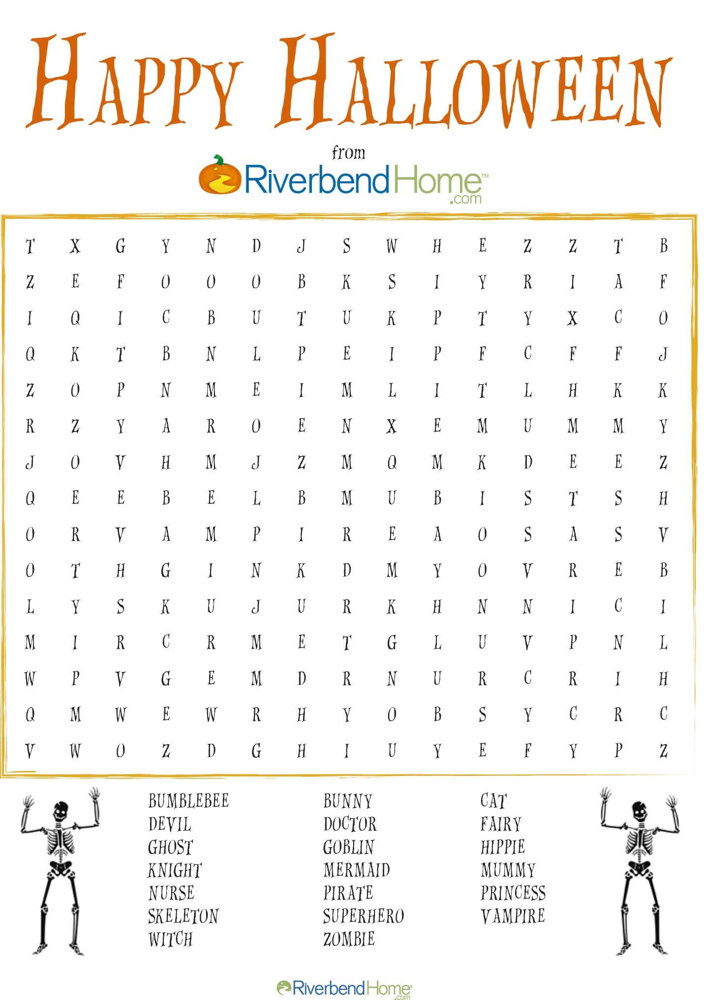 HAPPY HALLOWEEN
from
RiverbendHome™
.com
T X G Y N D J S W H E Z Z T B
Z E F O O O B K S I Y R I A F
I Q I C B U T U K P T Y X C O
Q K T B N L P E I P F C F F J
Z O P N M E I M L I T L H K K
R Z Y A R O E N X E M U M M Y
J O V H M J Z M Q M K D E E Z
Q E E B E L B M U B I S T S H
O R V A M P I R E A O S A S V
O T H G I N K D M Y O V R E B
L Y S K U J U R K H N N I C I
M I R C R M E T G L U V P N L
W P V G E M D R N U R C R I H
Q M W E W R H Y O B S Y C R C
V W O Z D G H I U Y E F Y P Z
BUMBLEBEE BUNNY CAT
DEVIL DOCTOR FAIRY
GHOST GOBLIN HIPPIE
KNIGHT MERMAID MUMMY
NURSE PIRATE PRINCESS
SKELETON SUPERHERO VAMPIRE
WITCH ZOMBIE
RiverbendHome®
.com